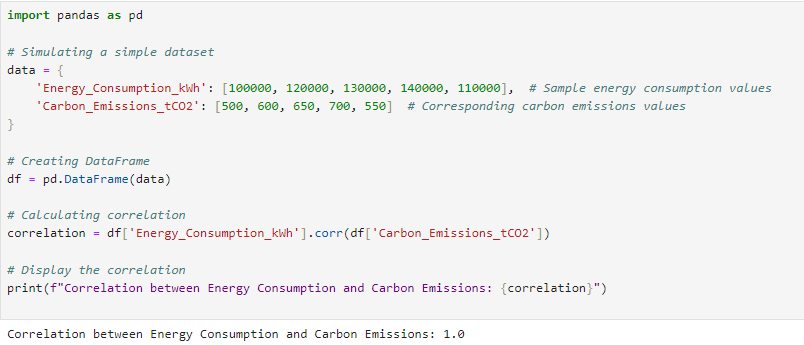 import pandas as pd
# Simulating a simple dataset
data = {
    'Energy_Consumption_kWh': [100000, 120000, 130000, 140000, 110000],  # Sample energy consumption values
    'Carbon_Emissions_tCO2': [500, 600, 650, 700, 550]  # Corresponding carbon emissions values
}
# Creating DataFrame
df = pd.DataFrame(data)
# Calculating correlation
correlation = df['Energy_Consumption_kWh'].corr(df['Carbon_Emissions_tCO2'])
# Display the correlation
print(f"Correlation between Energy Consumption and Carbon Emissions: {correlation}")
Correlation between Energy Consumption and Carbon Emissions: 1.0